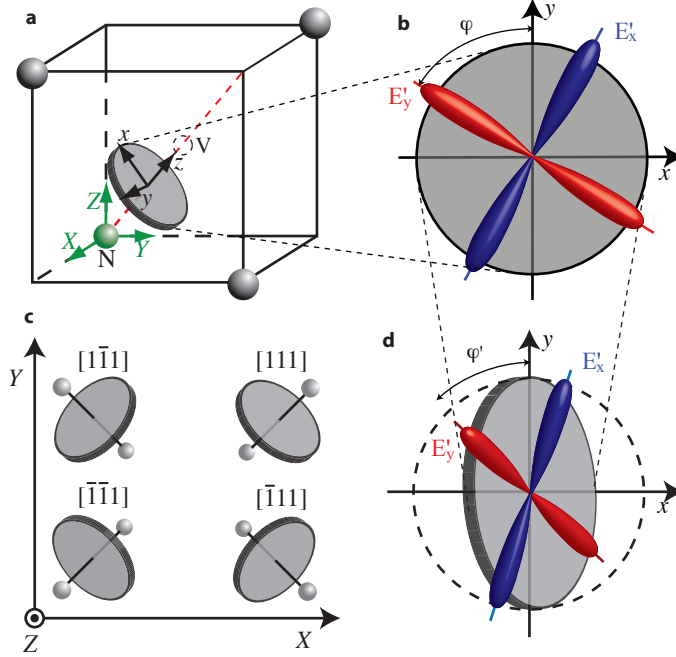 a
x
z
V
y
Z
X
N
Y
b
φ
y
E'x
E'y
x
c
Y
[11̄1]
[111]
[1̄1̄1]
[1̄11]
Z
X
d
φ'
y
E'x
E'y
x